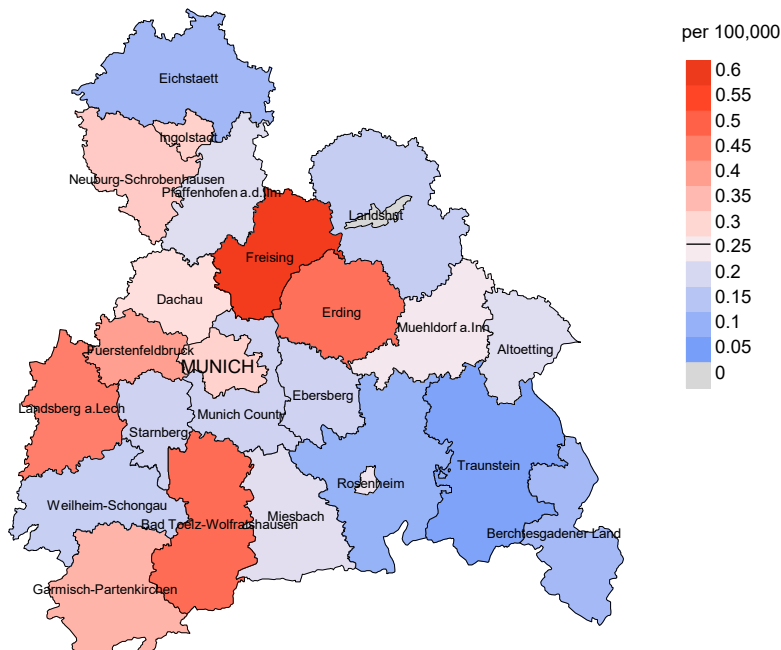 per 100,000
0.6
0.55
0.5
0.45
0.4
0.35
0.3
0.25
0.2
0.15
0.1
0.05
0
Eichstaett
Ingolstadt
Neuburg-Schrobenhausen
Pfaffenhofen a.d.Ilm
Landshut
Freising
Dachau
Erding
Muehldorf a.Inn
Altoetting
Fuerstenfeldbruck
MUNICH
Ebersberg
Landsberg a.Lech
Munich County
Starnberg
Traunstein
Rosenheim
Weilheim-Schongau
Miesbach
Bad Toelz-Wolfratshausen
Berchtesgadener Land
Garmisch-Partenkirchen